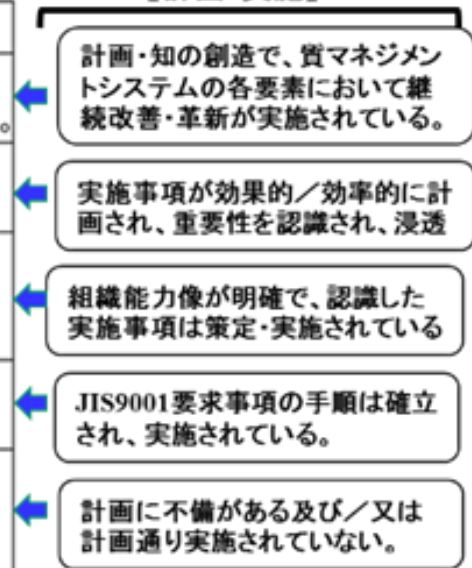 計画・知の創造で、質マネジメン
トシステムの各要素において継
続改善・革新が実施されている。
実施事項が効果的／効率的に計
画され、重要性を認識され、浸透
組織能力像が明確で、認識した
実施事項は策定・実施されている
JIS9001要求事項の手順は確立
され、実施されている。
計画に不備がある及び／又は
計画通り実施されていない。